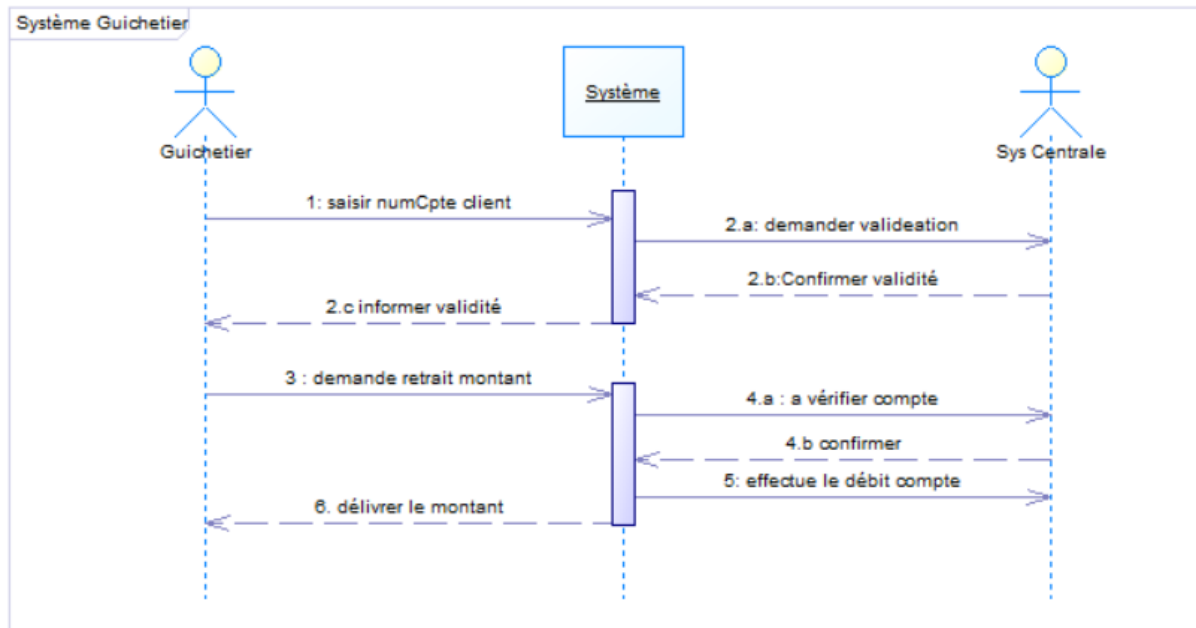 Système Guichetier
Système
Guichetier
Sys Centrale
1: saisir numCpte client
2.a: demander valideation
2.b:Confirmer validité
2.c informer validité
3 : demande retrait montant
4.a : a vérifier compte
4.b confirmer
5: effectue le débit compte
6. délivrer le montant